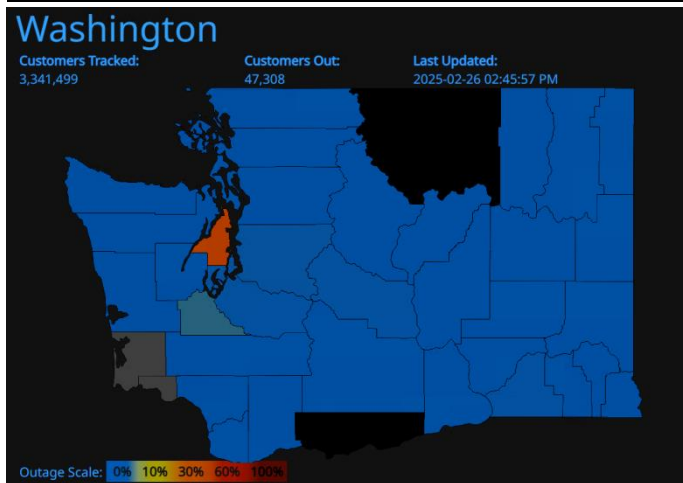 Washington
Customers Tracked: Customers Out: Last Updated:
3,341,499 47,308 2025-02-26 02:45:57 PM
Outage Scale: 0% 10% 30% 60% 100%